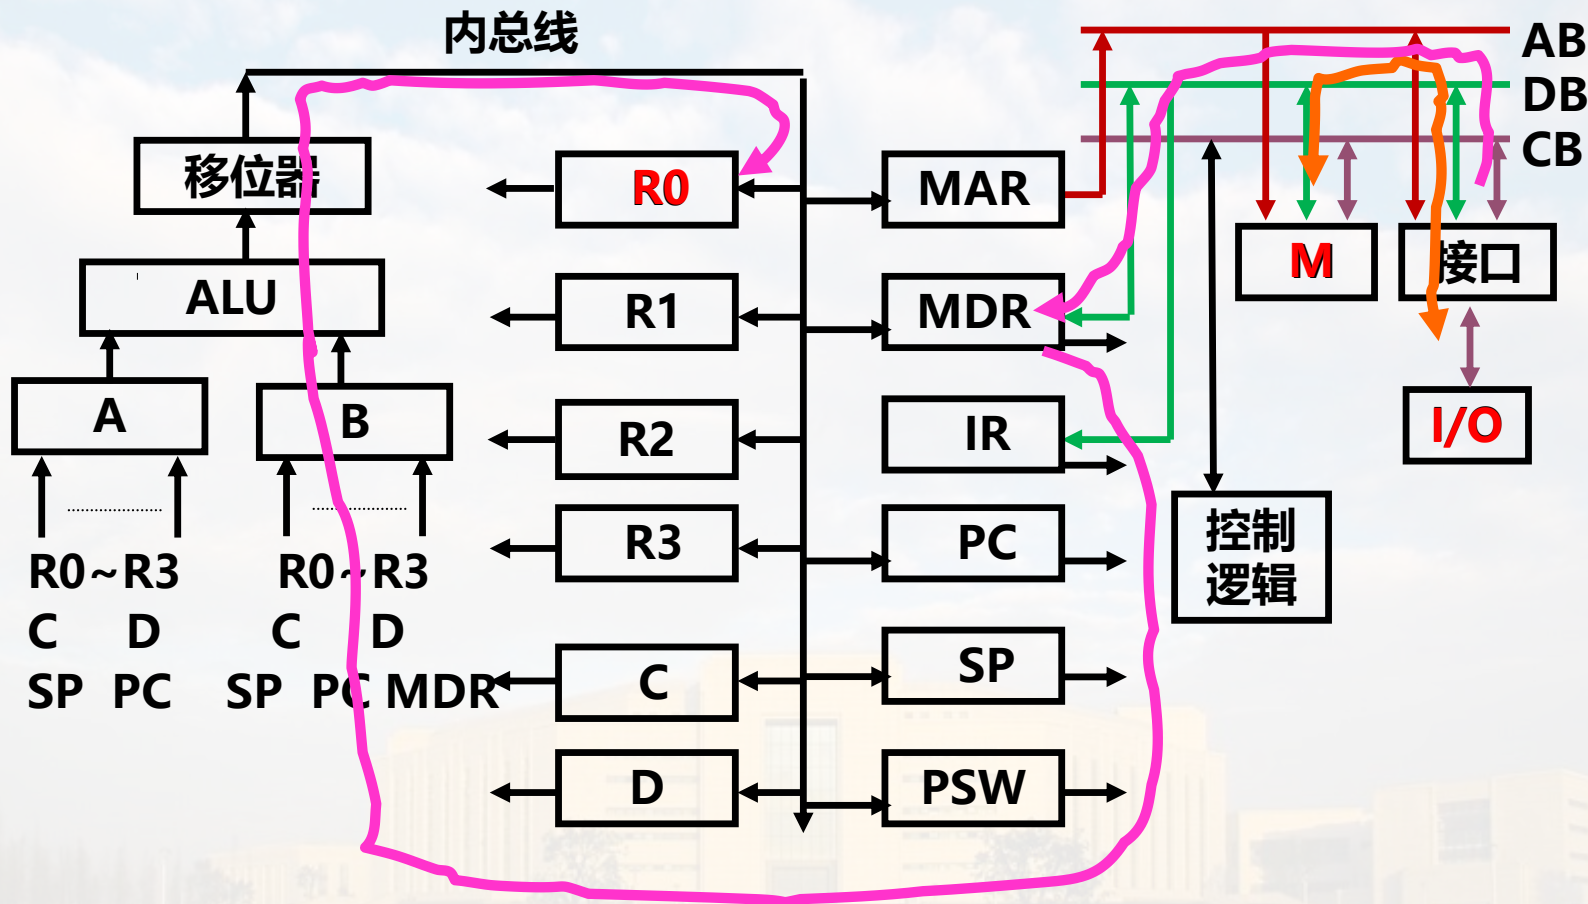 内总线
AB
DB
CB
移位器
R0
MAR
M
接口
ALU
R1
MDR
A
B
R2
IR
I/O
R3
PC
控制
逻辑
R0~R3
R0~R3
C D
C D
SP PC
SP PC MDR
C
SP
D
PSW